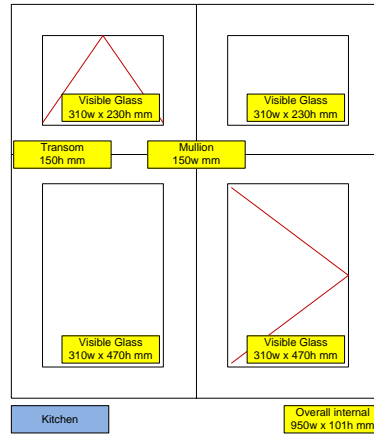 Visible Glass
310w x 230h mm
Visible Glass
310w x 230h mm
Transom
150h mm
Mullion
150w mm
Visible Glass
310w x 470h mm
Visible Glass
310w x 470h mm
Kitchen
Overall internal
950w x 101h mm